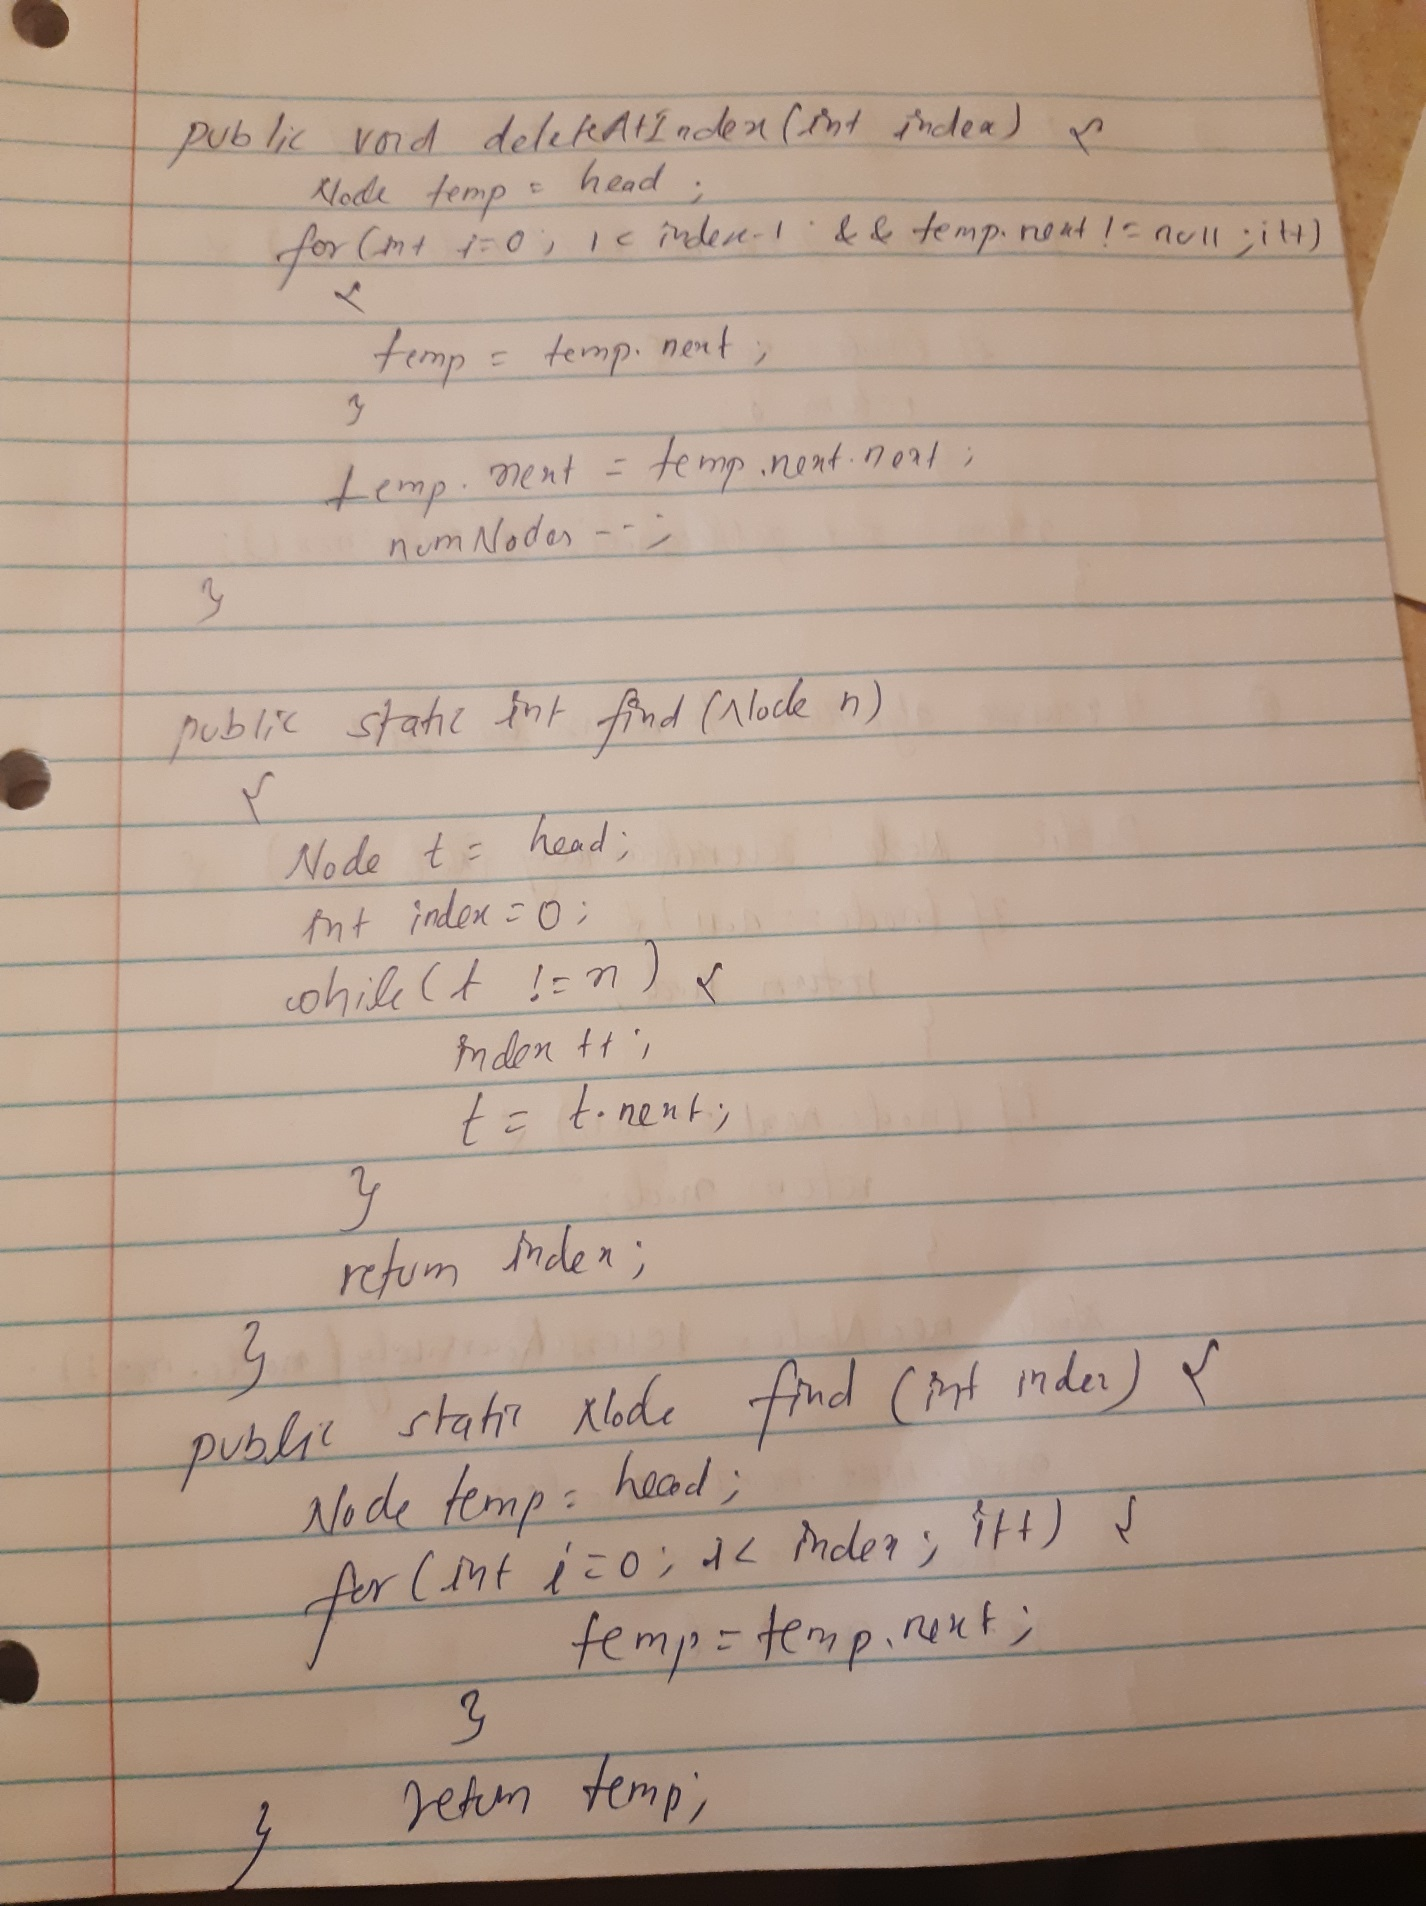 public void deleteAtIndex(int index) {
Node temp = head;
for(int i=0; i< index-1 && temp.next != null; i++)
{
temp = temp.next;
}
temp.next = temp.next.next;
numNodes--;
}
public static int find(Node n)
{
Node t = head;
int index = 0;
while(t != n) {
index++;
t = t.next;
}
return index;
}
public static Node find(int index) {
Node temp = head;
for(int i=0; i< index; i++) {
temp = temp.next;
}
return temp;
}